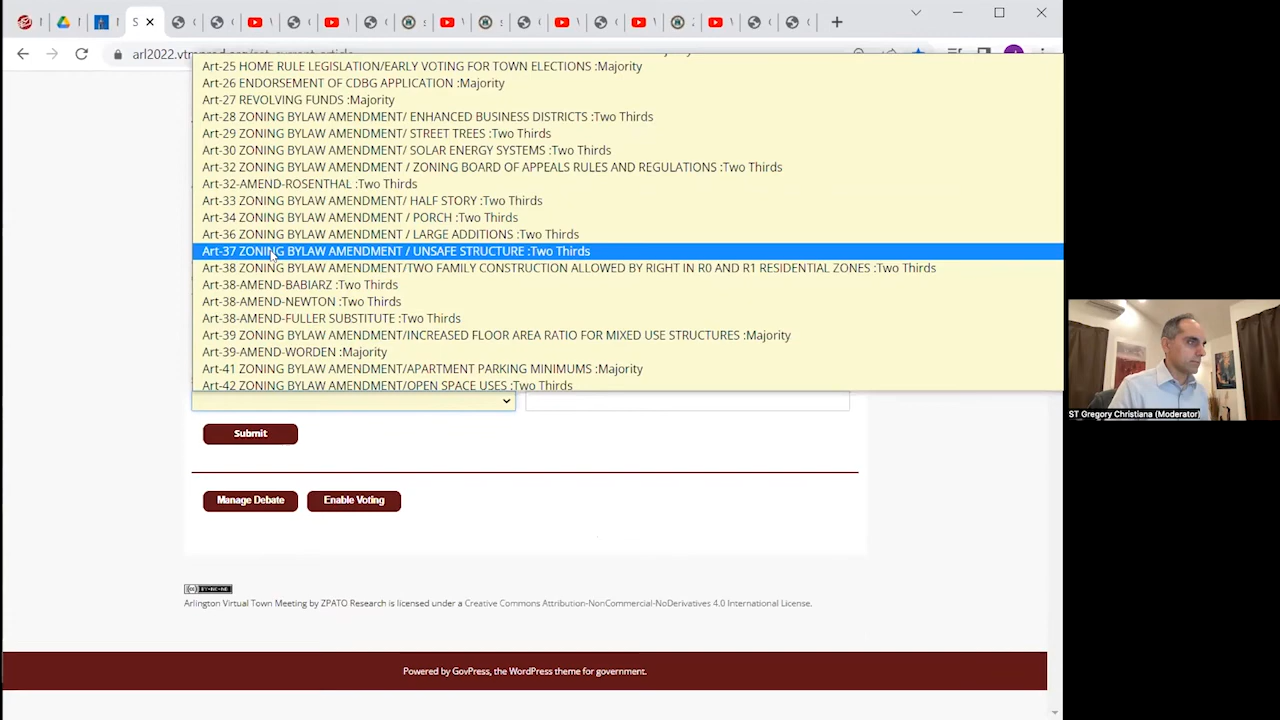 arl2022.vtm
Art-25 HOME RULE LEGISLATION/EARLY VOTING FOR TOWN ELECTIONS :Majority
Art-26 ENDORSEMENT OF CDBG APPLICATION :Majority
Art-27 REVOLVING FUNDS :Majority
Art-28 ZONING BYLAW AMENDMENT/ ENHANCED BUSINESS DISTRICTS :Two Thirds
Art-29 ZONING BYLAW AMENDMENT/ STREET TREES :Two Thirds
Art-30 ZONING BYLAW AMENDMENT/ SOLAR ENERGY SYSTEMS :Two Thirds
Art-32 ZONING BYLAW AMENDMENT / ZONING BOARD OF APPEALS RULES AND REGULATIONS :Two Thirds
Art-32-AMEND-ROSENTHAL :Two Thirds
Art-33 ZONING BYLAW AMENDMENT/ HALF STORY :Two Thirds
Art-34 ZONING BYLAW AMENDMENT / PORCH :Two Thirds
Art-36 ZONING BYLAW AMENDMENT / LARGE ADDITIONS :Two Thirds
Art-37 ZONING BYLAW AMENDMENT / UNSAFE STRUCTURE :Two Thirds
Art-38 ZONING BYLAW AMENDMENT/TWO FAMILY CONSTRUCTION ALLOWED BY RIGHT IN R0 AND R1 RESIDENTIAL ZONES :Two Thirds
Art-38-AMEND-BABIARZ :Two Thirds
Art-38-AMEND-NEWTON :Two Thirds
Art-38-AMEND-FULLER SUBSTITUTE :Two Thirds
Art-39 ZONING BYLAW AMENDMENT/INCREASED FLOOR AREA RATIO FOR MIXED USE STRUCTURES :Majority
Art-39-AMEND-WORDEN :Majority
Art-41 ZONING BYLAW AMENDMENT/APARTMENT PARKING MINIMUMS :Majority
Art-42 ZONING BYLAW AMENDMENT/OPEN SPACE USES :Two Thirds
ST Gregory Christiana (Moderator)
Submit
Manage Debate Enable Voting
Arlington Virtual Town Meeting by ZPATO Research is licensed under a Creative Commons Attribution-NonCommercial-NoDerivatives 4.0 International License.
Powered by GovPress, the WordPress theme for government.